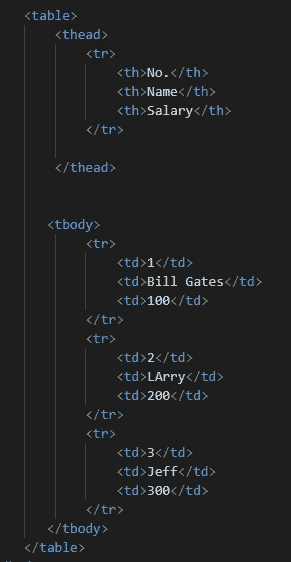 <table>
<thead>
<tr>
<th>No.</th>
<th>Name</th>
<th>Salary</th>
</tr>
</thead>
<tbody>
<tr>
<td>1</td>
<td>Bill Gates</td>
<td>100</td>
</tr>
<tr>
<td>2</td>
<td>LArry</td>
<td>200</td>
</tr>
<tr>
<td>3</td>
<td>Jeff</td>
<td>300</td>
</tr>
</tbody>
</table>